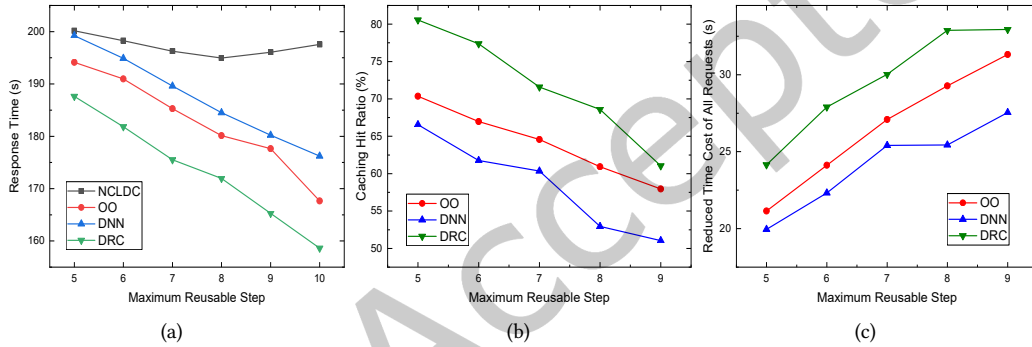 Response Time (s)
200
190
180
170
160
NCLDC
OO
DNN
DRC
5 6 7 8 9 10
Maximum Reusable Step
(a)
Caching Hit Ratio (%)
80
75
70
65
60
55
50
OO
DNN
DRC
5 6 7 8 9
Maximum Reusable Step
(b)
Reduced Time Cost of All Requests (s)
30
25
20
OO
DNN
DRC
5 6 7 8 9
Maximum Reusable Step
(c)
Accepte